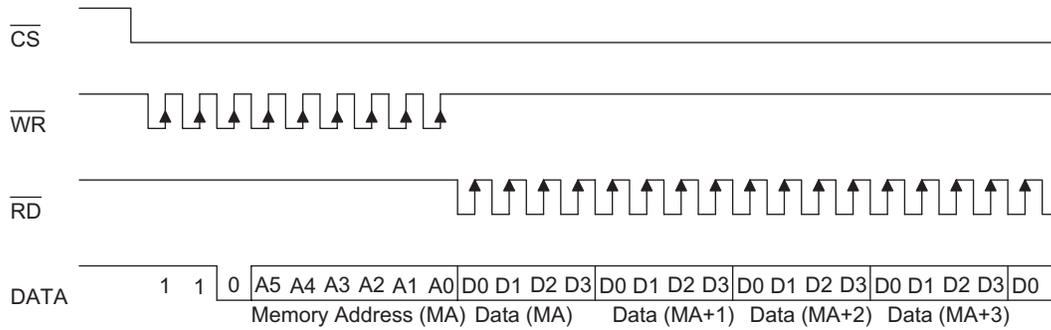 CS
WR
RD
DATA 1 1 0 A5 A4 A3 A2 A1 A0 D0 D1 D2 D3 D0 D1 D2 D3 D0 D1 D2 D3 D0 D1 D2 D3 D0
Memory Address (MA) Data (MA) Data (MA+1) Data (MA+2) Data (MA+3)